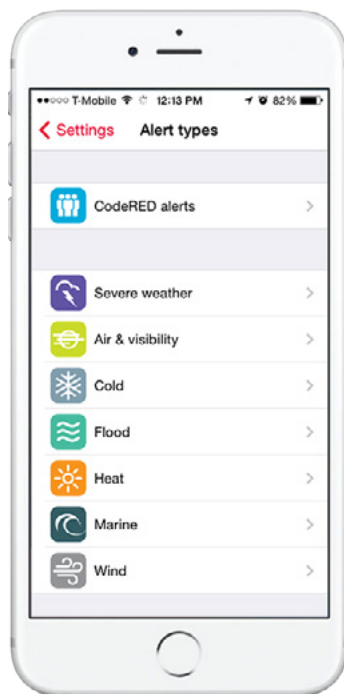 T-Mobile 12:13 PM 82%
Settings Alert types
CodeRED alerts
Severe weather
Air & visibility
Cold
Flood
Heat
Marine
Wind